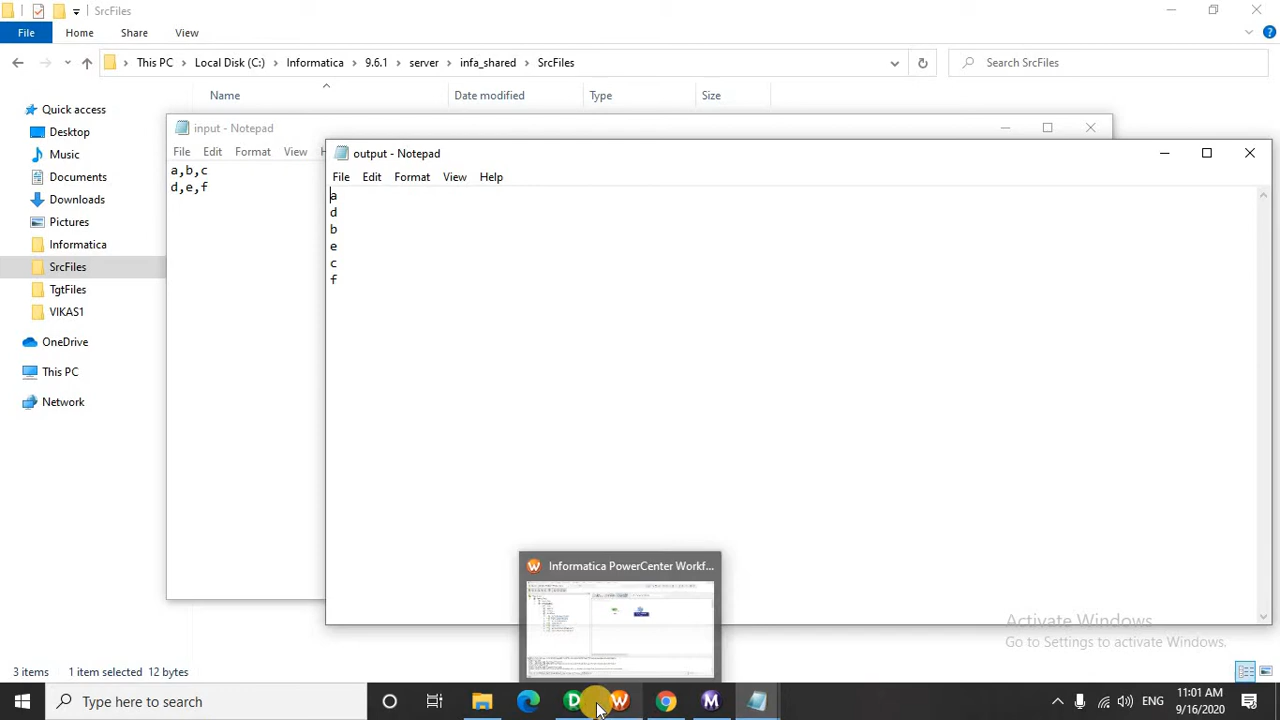 SrcFiles
File Home Share View
This PC Local Disk (C:) Informatica 9.6.1 server infa_shared SrcFiles
Search SrcFiles
Name Date modified Type Size
Quick access
Desktop
Music
Documents
Downloads
Pictures
Informatica
SrcFiles
TgtFiles
VIKAS1
OneDrive
This PC
Network
input - Notepad
File Edit Format View
a,b,c
d,e,f
output - Notepad
File Edit Format View Help
a
d
b
e
c
f
Informatica PowerCenter Workf...
Activate Windows
Go to Settings to activate Windows.
3 items 1 item selected
Type here to search
ENG
11:01 AM
9/16/2020